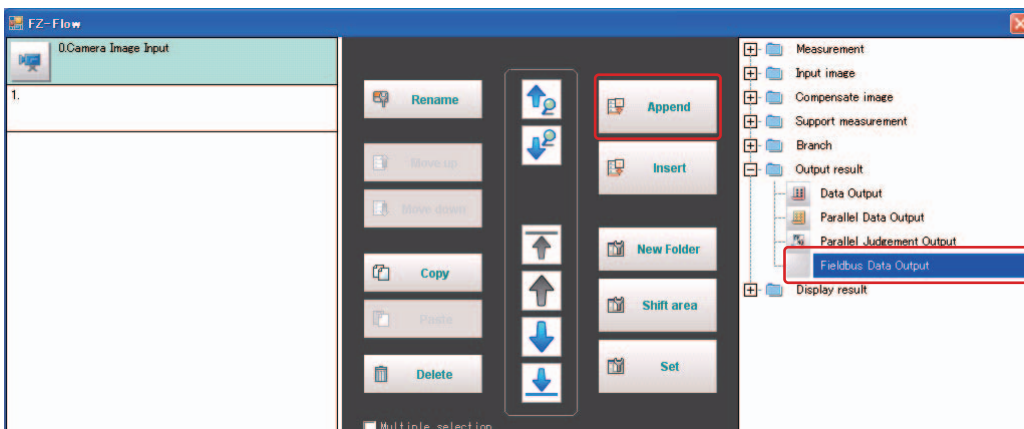 FZ-Flow
0.Camera Image Input
1.
Rename
Move up
Move down
Copy
Paste
Delete
Multiple selection
Append
Insert
New Folder
Shift area
Set
Measurement
Input image
Compensate image
Support measurement
Branch
Output result
Data Output
Parallel Data Output
Parallel Judgement Output
Fieldbus Data Output
Display result